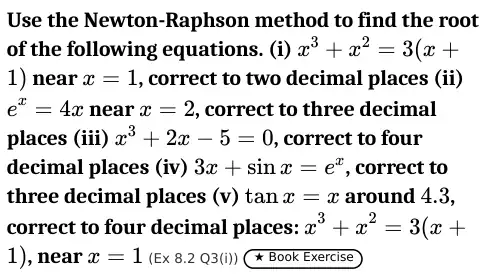 Use the Newton-Raphson method to find the root
of the following equations. (i) x³ + x² = 3(x +
1) near x = 1, correct to two decimal places (ii)
eˣ = 4x near x = 2, correct to three decimal
places (iii) x³ + 2x − 5 = 0, correct to four
decimal places (iv) 3x + sin x = eˣ, correct to
three decimal places (v) tan x = x around 4.3,
correct to four decimal places: x³ + x² = 3(x +
1), near x = 1 (Ex 8.2 Q3(i)) ★ Book Exercise